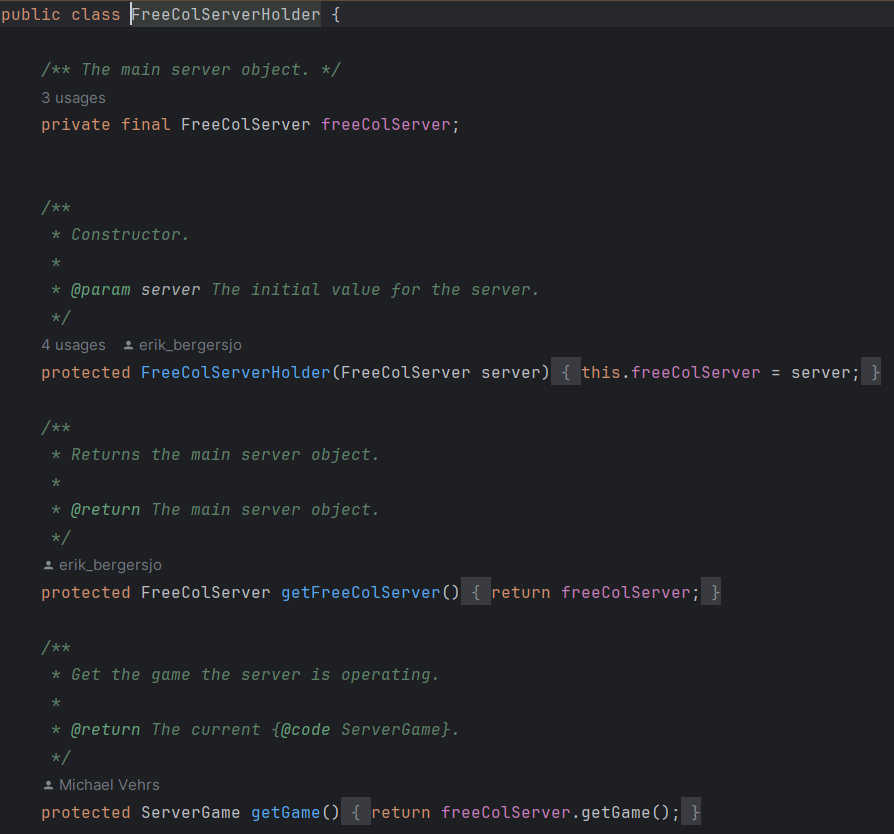 public class FreeColServerHolder {
/** The main server object. */
3 usages
private final FreeColServer freeColServer;
/**
* Constructor.
*
* @param server The initial value for the server.
*/
4 usages erik_bergersjo
protected FreeColServerHolder(FreeColServer server) { this.freeColServer = server; }
/**
* Returns the main server object.
*
* @return The main server object.
*/
erik_bergersjo
protected FreeColServer getFreeColServer() { return freeColServer; }
/**
* Get the game the server is operating.
*
* @return The current {@code ServerGame}.
*/
Michael Vehrs
protected ServerGame getGame() { return freeColServer.getGame(); }